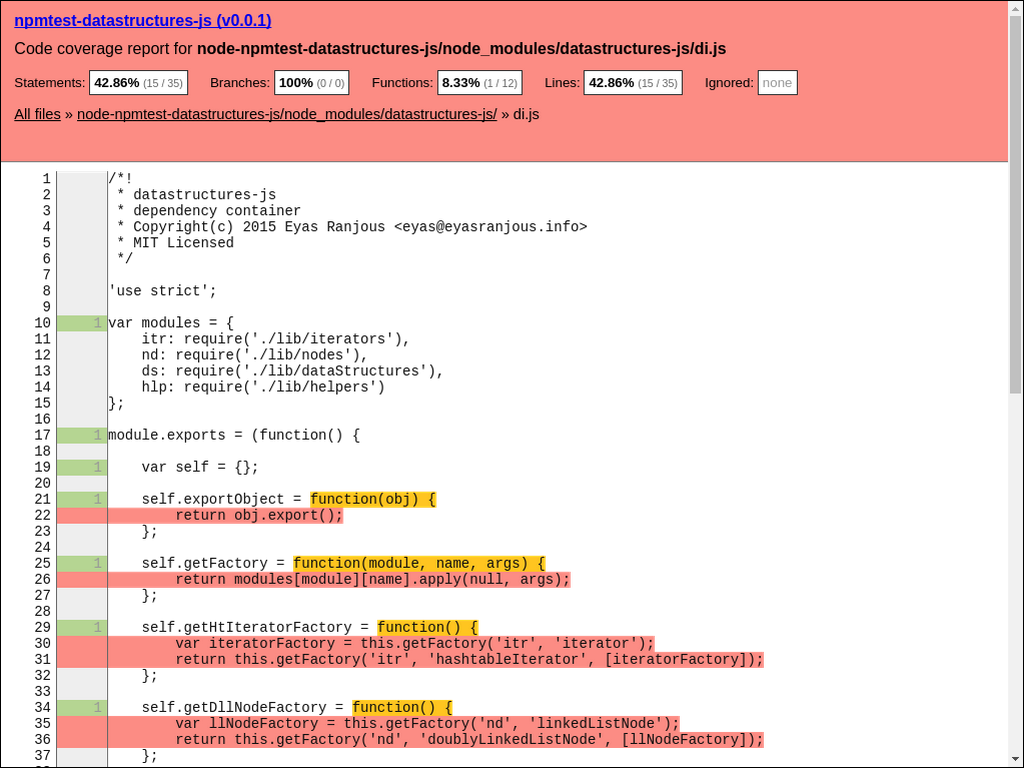 npmtest-datastructures-js (v0.0.1)
Code coverage report for node-npmtest-datastructures-js/node_modules/datastructures-js/di.js
Statements: 42.86% (15 / 35) Branches: 100% (0 / 0) Functions: 8.33% (1 / 12) Lines: 42.86% (15 / 35) Ignored: none
All files » node-npmtest-datastructures-js/node_modules/datastructures-js/ » di.js
1 /*!
2  * datastructures-js
3  * dependency container
4  * Copyright(c) 2015 Eyas Ranjous <eyas@eyasranjous.info>
5  * MIT Licensed
6  */
7
8 'use strict';
9
10 1 var modules = {
11     itr: require('./lib/iterators'),
12     nd: require('./lib/nodes'),
13     ds: require('./lib/dataStructures'),
14     hlp: require('./lib/helpers')
15 };
16
17 1 module.exports = (function() {
18
19 1     var self = {};
20
21 1     self.exportObject = function(obj) {
22         return obj.export();
23     };
24
25 1     self.getFactory = function(module, name, args) {
26         return modules[module][name].apply(null, args);
27     };
28
29 1     self.getHtIteratorFactory = function() {
30         var iteratorFactory = this.getFactory('itr', 'iterator');
31         return this.getFactory('itr', 'hashtableIterator', [iteratorFactory]);
32     };
33
34 1     self.getDllNodeFactory = function() {
35         var llNodeFactory = this.getFactory('nd', 'linkedListNode');
36         return this.getFactory('nd', 'doublyLinkedListNode', [llNodeFactory]);
37     };